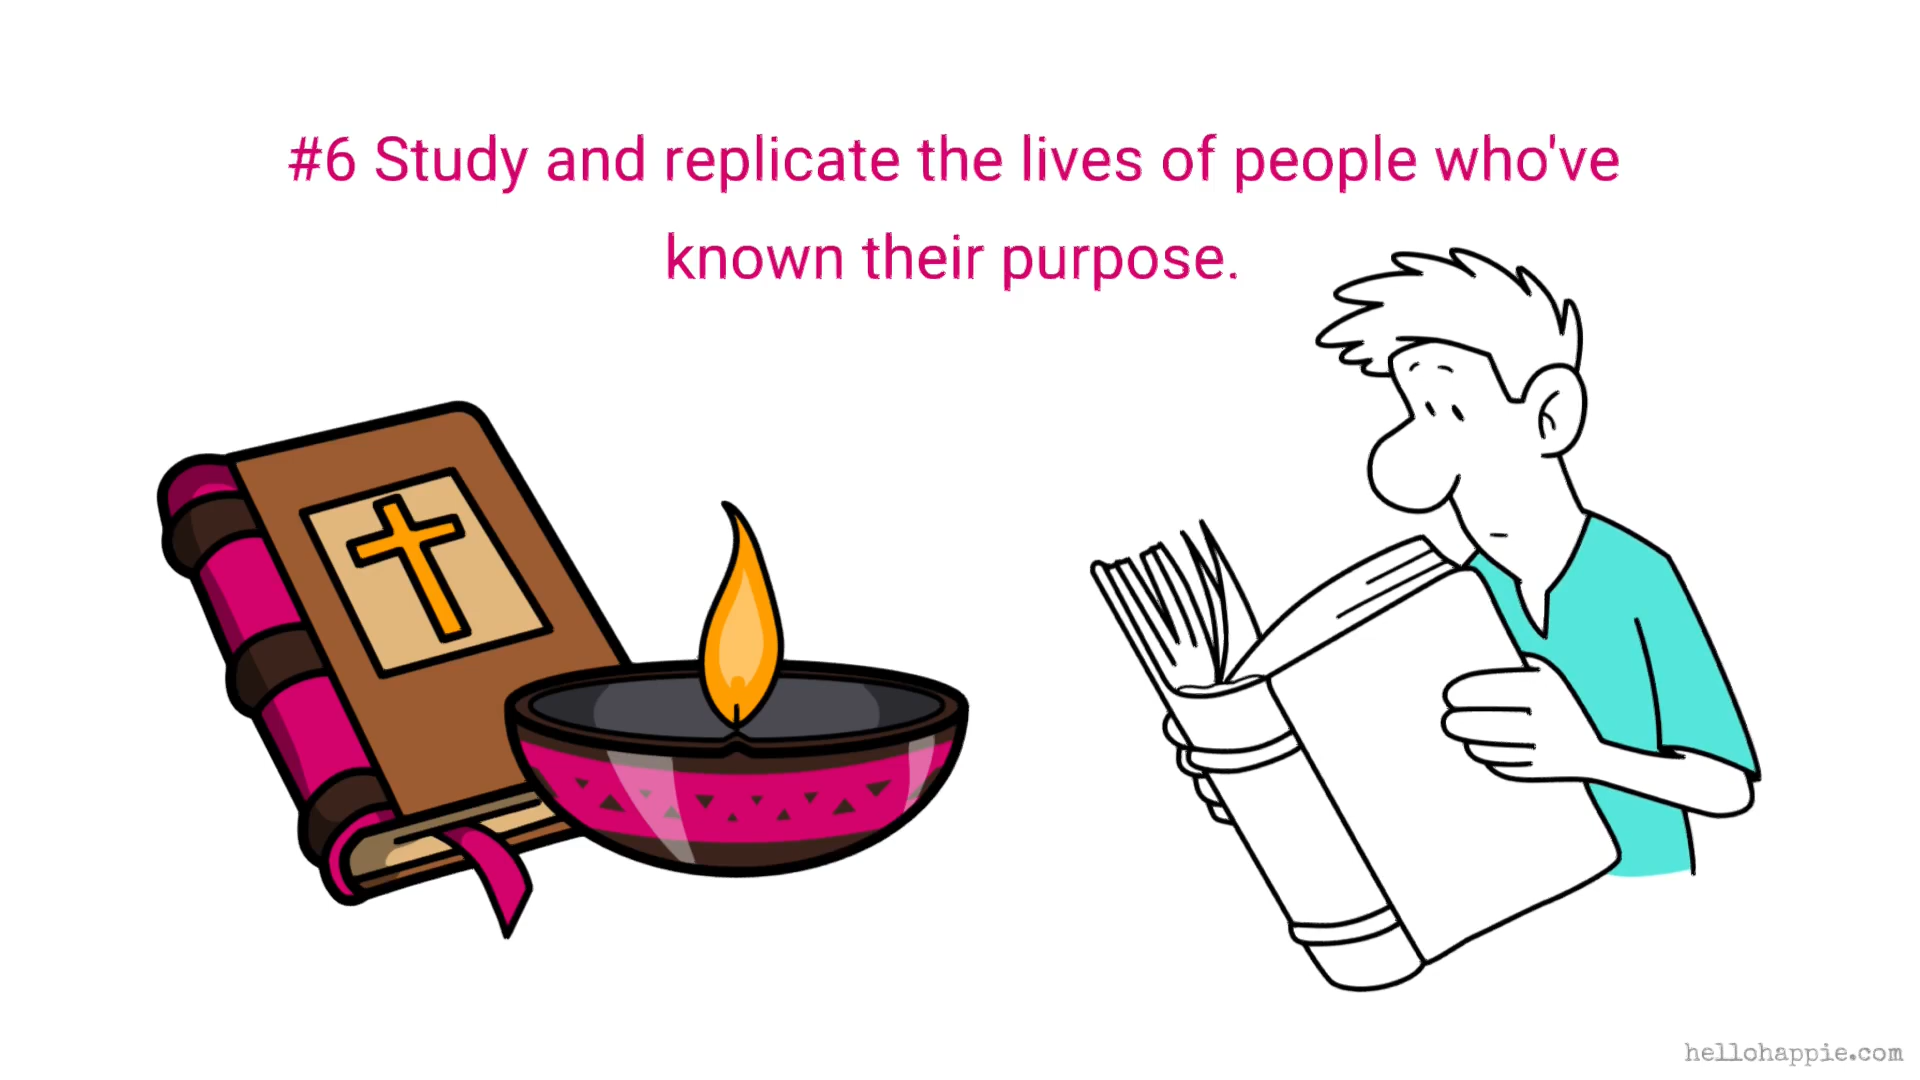 #6 Study and replicate the lives of people who've
known their purpose.
hellohappie.com